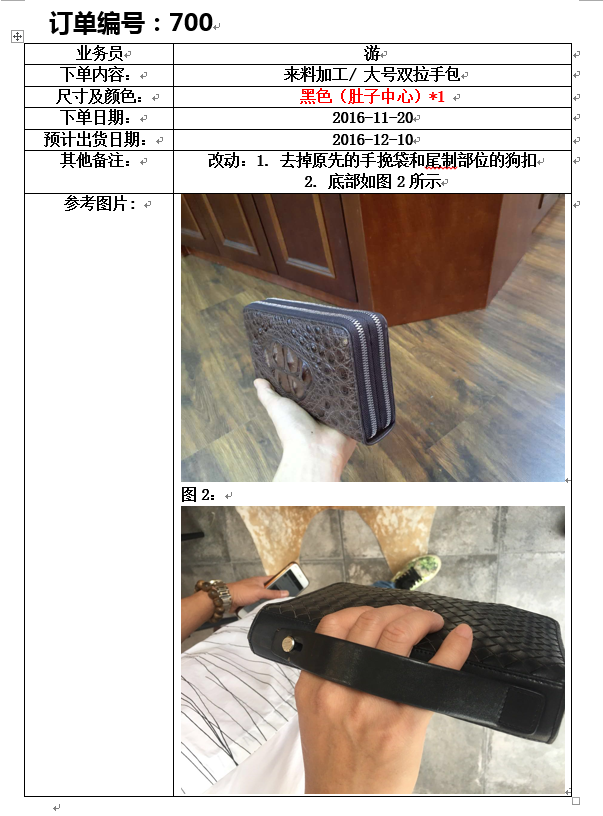 订单编号：700
业务员 游
下单内容： 来料加工/ 大号双拉手包
尺寸及颜色： 黑色（肚子中心）*1
下单日期： 2016-11-20
预计出货日期： 2016-12-10
其他备注： 改动：1. 去掉原先的手挽袋和尾制部位的狗扣
2. 底部如图 2 所示
参考图片：
图 2：